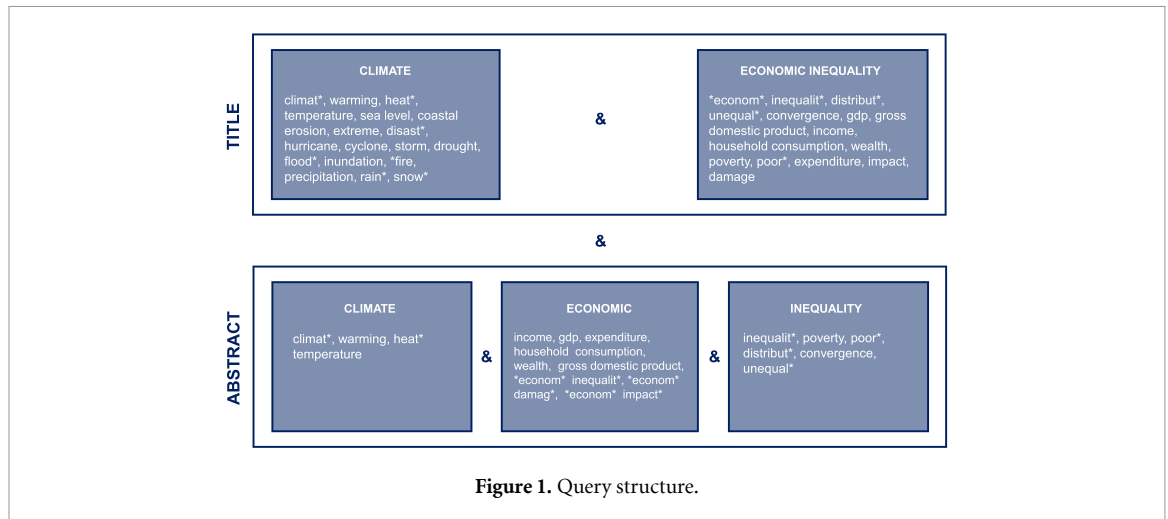 TITLE
CLIMATE
climat*, warming, heat*,
temperature, sea level, coastal
erosion, extreme, disast*,
hurricane, cyclone, storm, drought,
flood*, inundation, *fire,
precipitation, rain*, snow*
&
ECONOMIC INEQUALITY
*econom*, inequalit*, distribut*,
unequal*, convergence, gdp, gross
domestic product, income,
household consumption, wealth,
poverty, poor*, expenditure, impact,
damage
&
ABSTRACT
CLIMATE
climat*, warming, heat*
temperature
&
ECONOMIC
income, gdp, expenditure,
household consumption,
wealth, gross domestic product,
*econom* inequalit*, *econom*
damag*, *econom* impact*
&
INEQUALITY
inequalit*, poverty, poor*,
distribut*, convergence,
unequal*
Figure 1. Query structure.